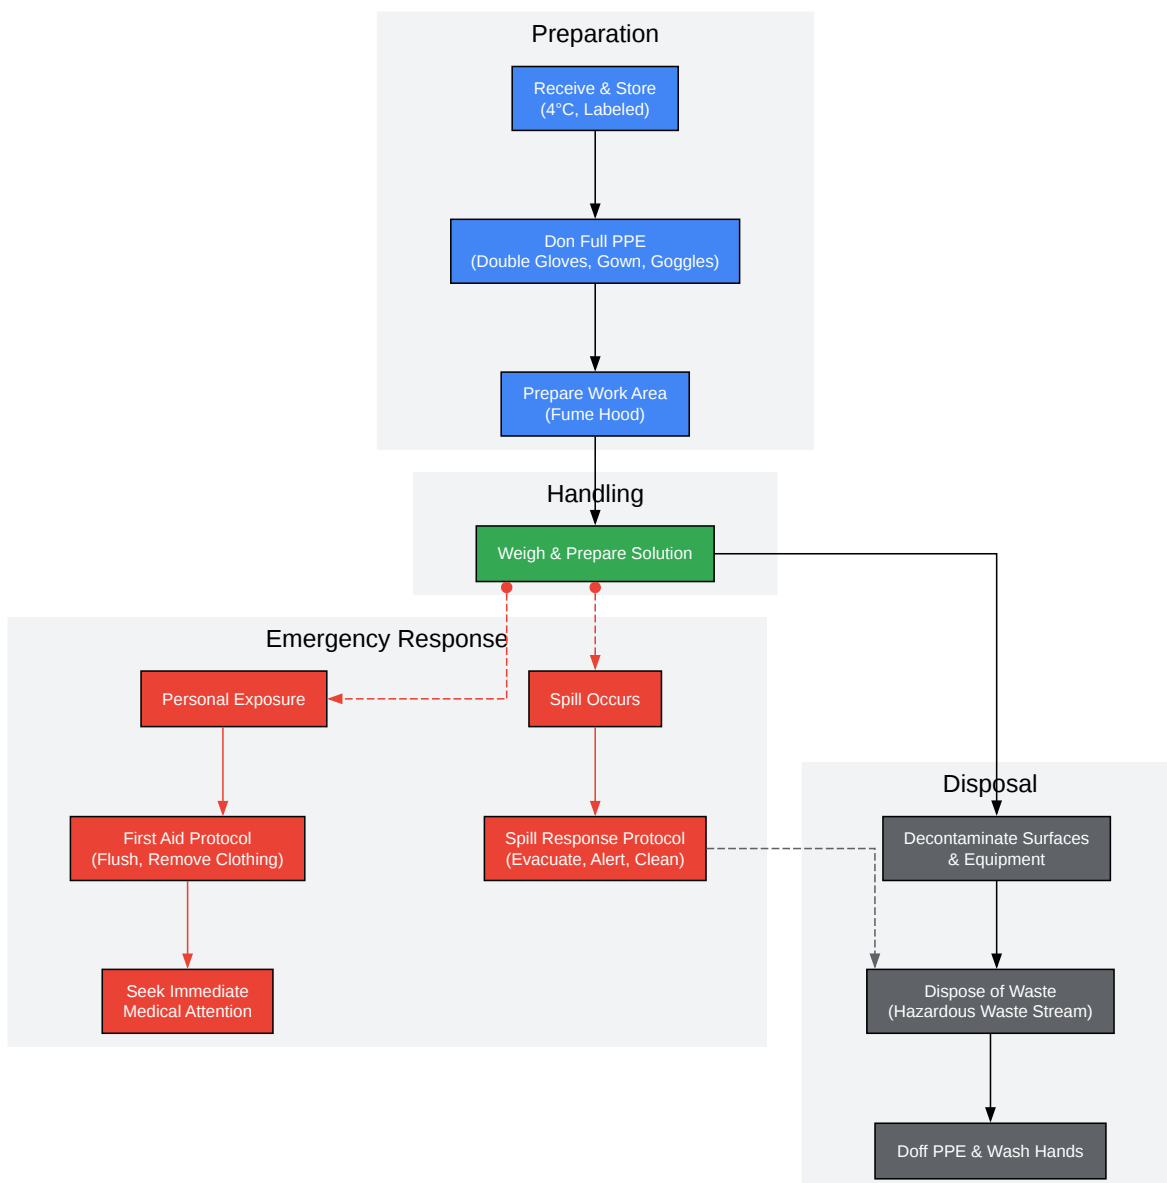 Preparation
Receive & Store
(4°C, Labeled)
Don Full PPE
(Double Gloves, Gown, Goggles)
Prepare Work Area
(Fume Hood)
Handling
Weigh & Prepare Solution
Emergency Response
Personal Exposure
Spill Occurs
First Aid Protocol
(Flush, Remove Clothing)
Spill Response Protocol
(Evacuate, Alert, Clean)
Seek Immediate
Medical Attention
Disposal
Decontaminate Surfaces
& Equipment
Dispose of Waste
(Hazardous Waste Stream)
Doff PPE & Wash Hands